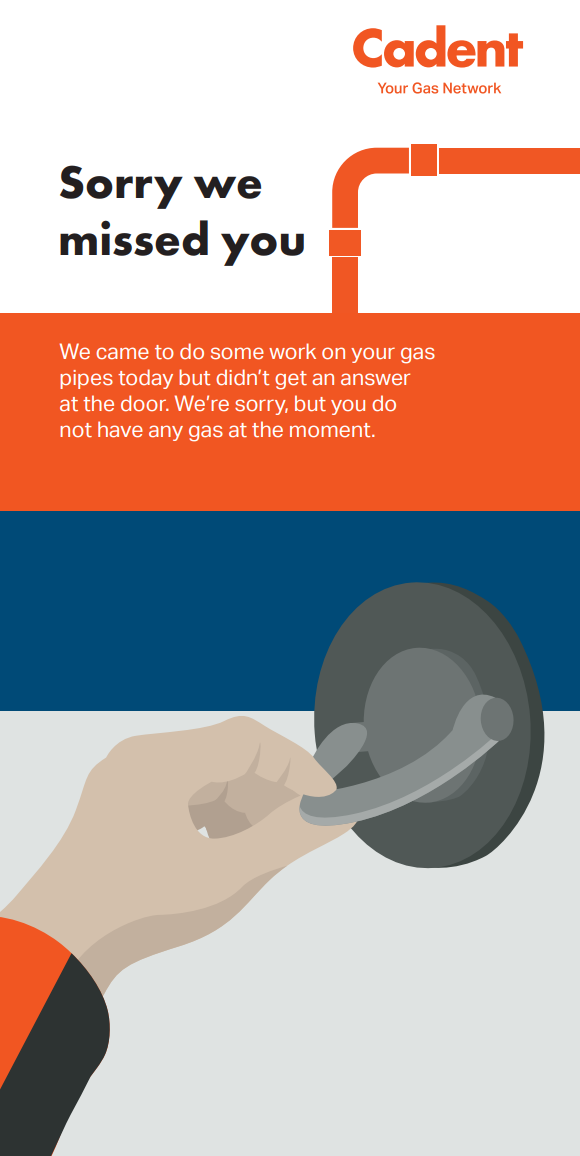 Cadent
Your Gas Network
Sorry we
missed you
We came to do some work on your gas
pipes today but didn’t get an answer
at the door. We’re sorry, but you do
not have any gas at the moment.